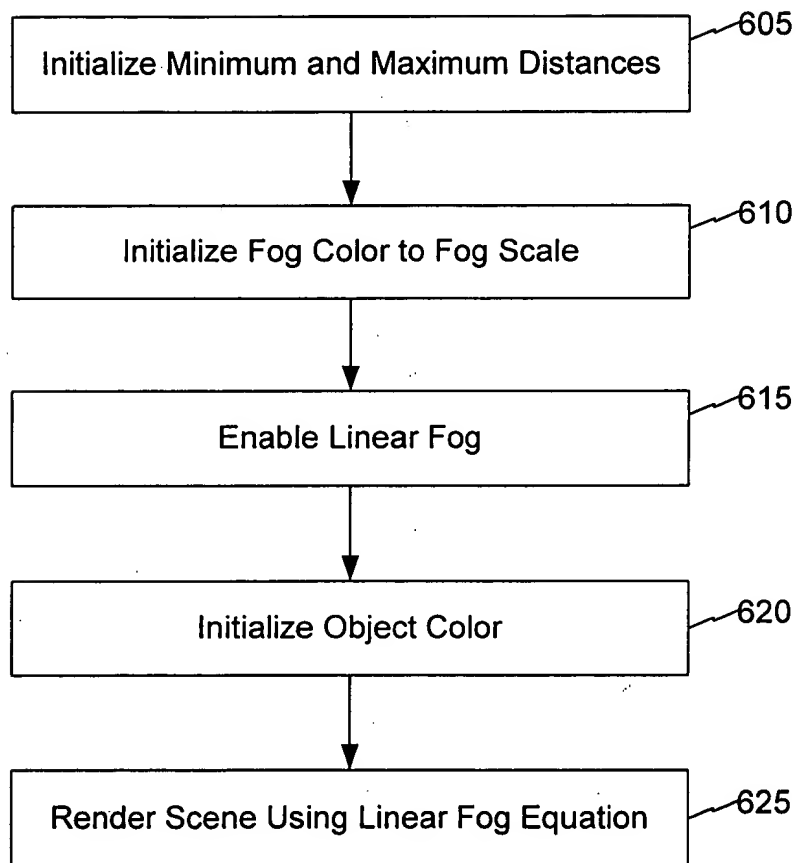 605
Initialize Minimum and Maximum Distances
610
Initialize Fog Color to Fog Scale
615
Enable Linear Fog
620
Initialize Object Color
625
Render Scene Using Linear Fog Equation